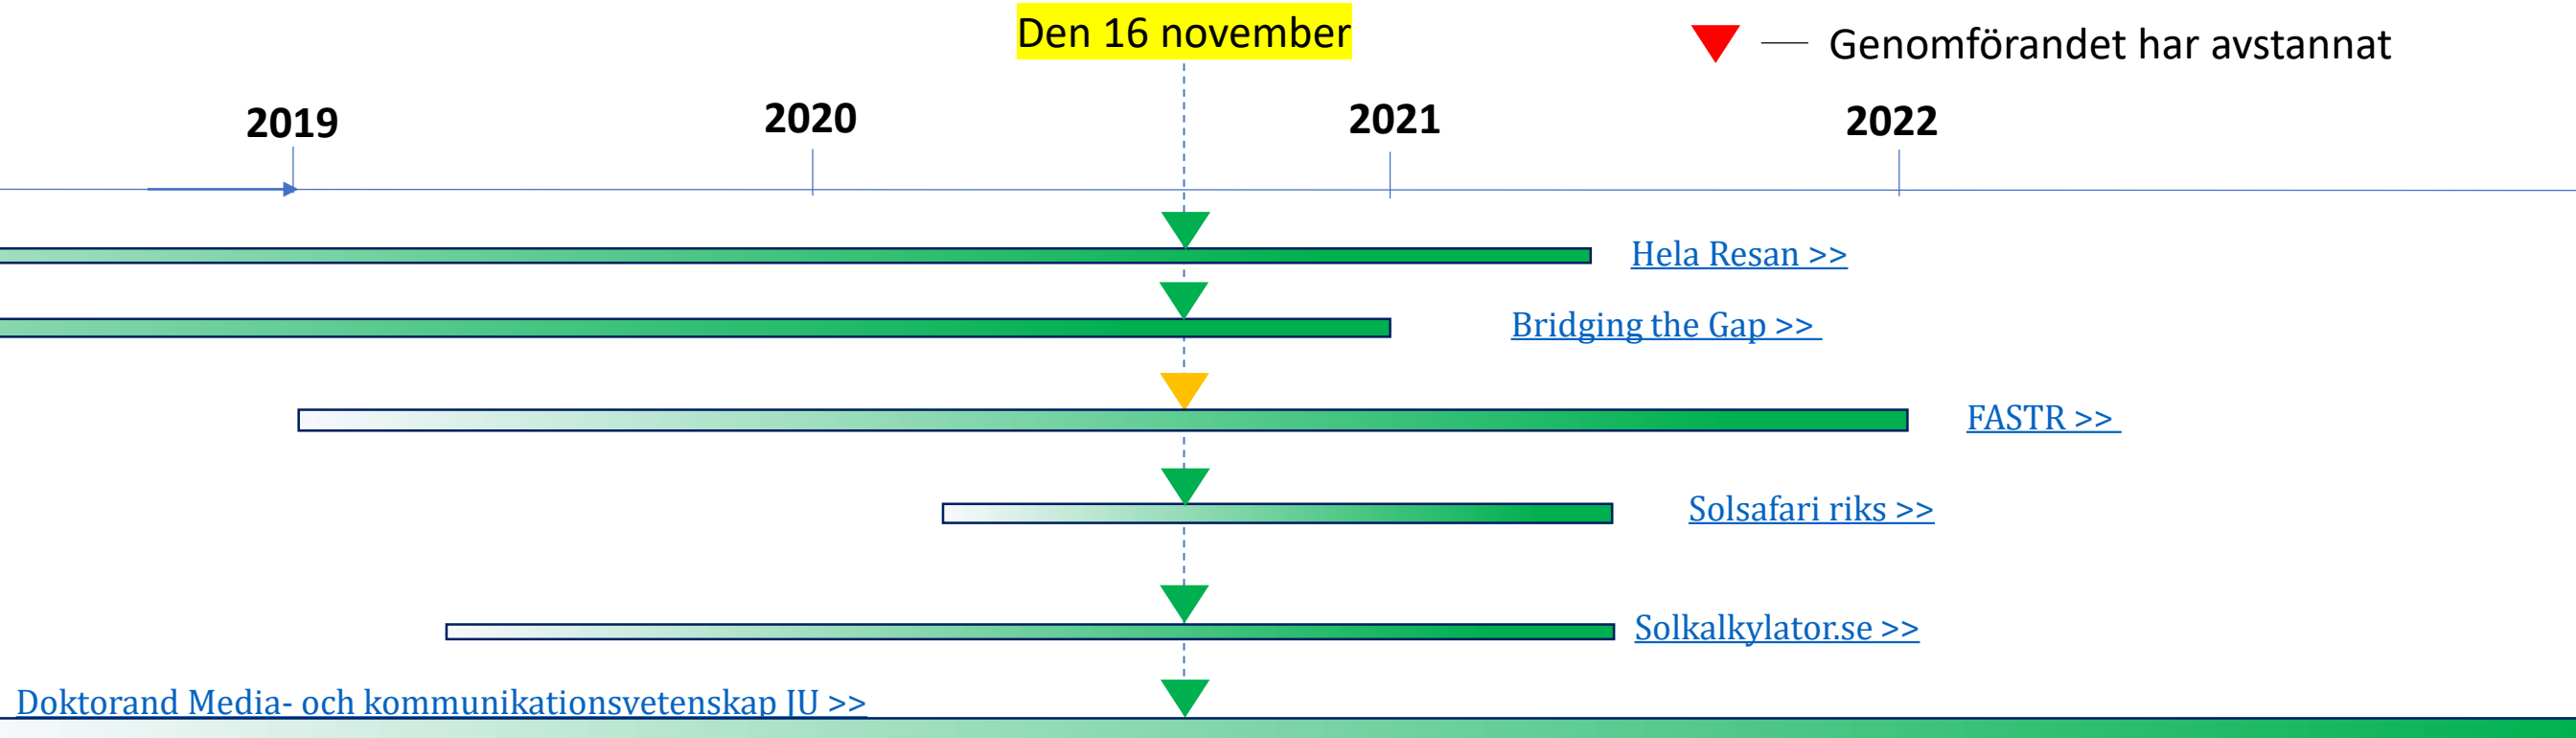 Den 16 november
Genomförandet har avstannat
2019
2020
2021
2022
Hela Resan >>
Bridging the Gap >>
FASTR >>
Solsafari riks >>
Solkalkylator.se >>
Doktorand Media- och kommunikationsvetenskap JU >>